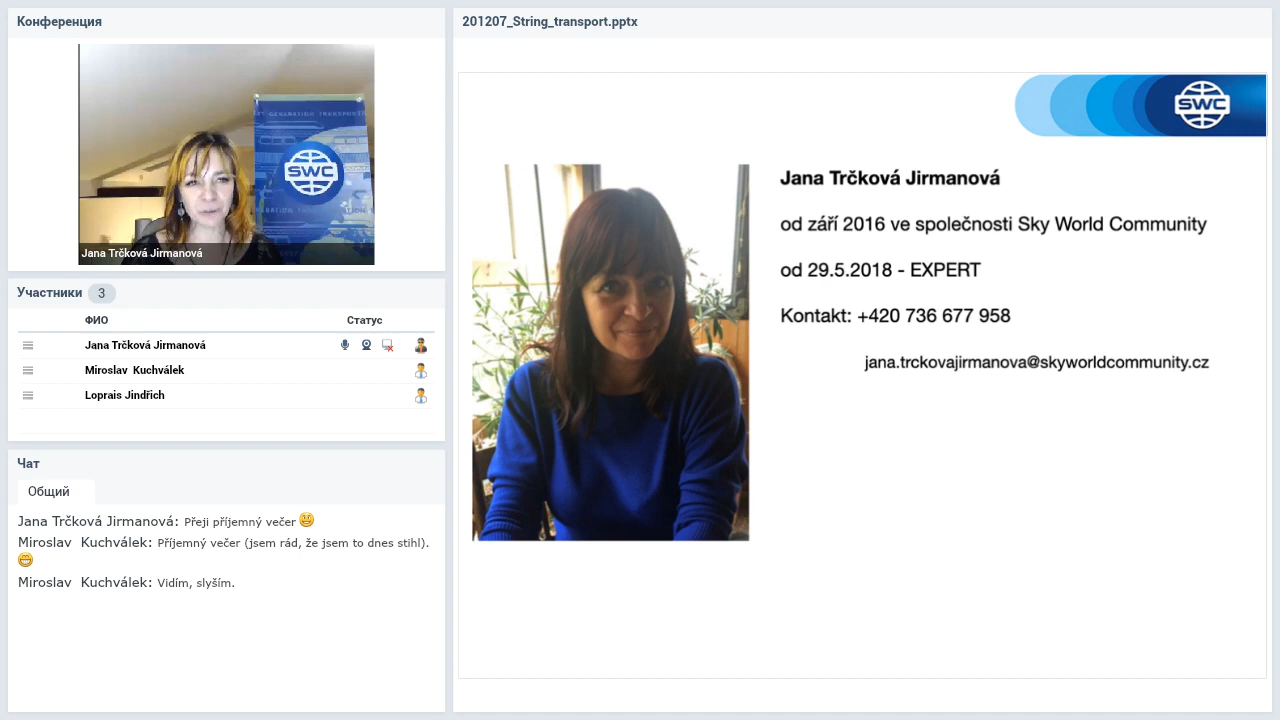 Конференция
SWC
Jana Trčková Jirmanová
Участники 3
ФИО Статус
Jana Trčková Jirmanová
Miroslav Kuchválek
Loprais Jindřich
Чат
Общий
Jana Trčková Jirmanová: Přeji příjemný večer
Miroslav Kuchválek: Příjemný večer (jsem rád, že jsem to dnes stihl).
Miroslav Kuchválek: Vidím, slyším.
201207_String_transport.pptx
SWC
Jana Trčková Jirmanová
od září 2016 ve společnosti Sky World Community
od 29.5.2018 - EXPERT
Kontakt: +420 736 677 958
jana.trckovajirmanova@skyworldcommunity.cz